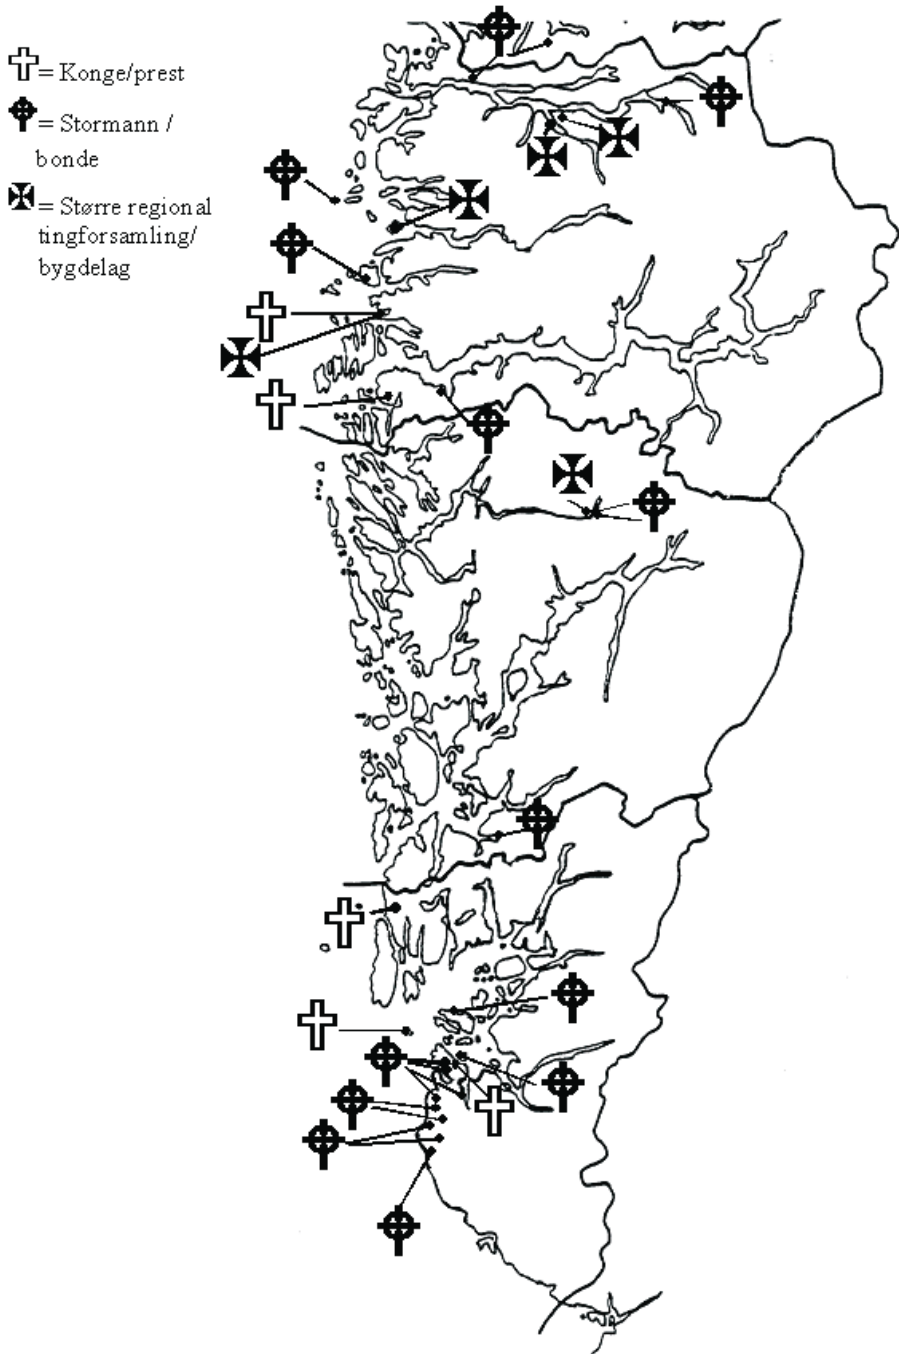 = Konge/prest
= Stormann /
bonde
= Større regional
tingforsamling/
bygdelag